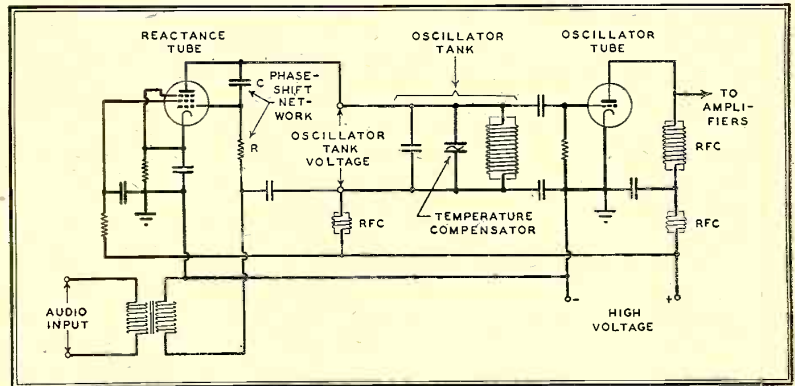 REACTANCE
TUBE
C
PHASE-
SHIFT
NET-
WORK
R
OSCILLATOR
TANK
VOLTAGE
OSCILLATOR
TANK
OSCILLATOR
TUBE
TO
AMPLI-
FIERS
RFC
RFC
RFC
TEMPERATURE
COMPENSATOR
AUDIO
INPUT
-
+
HIGH
VOLTAGE